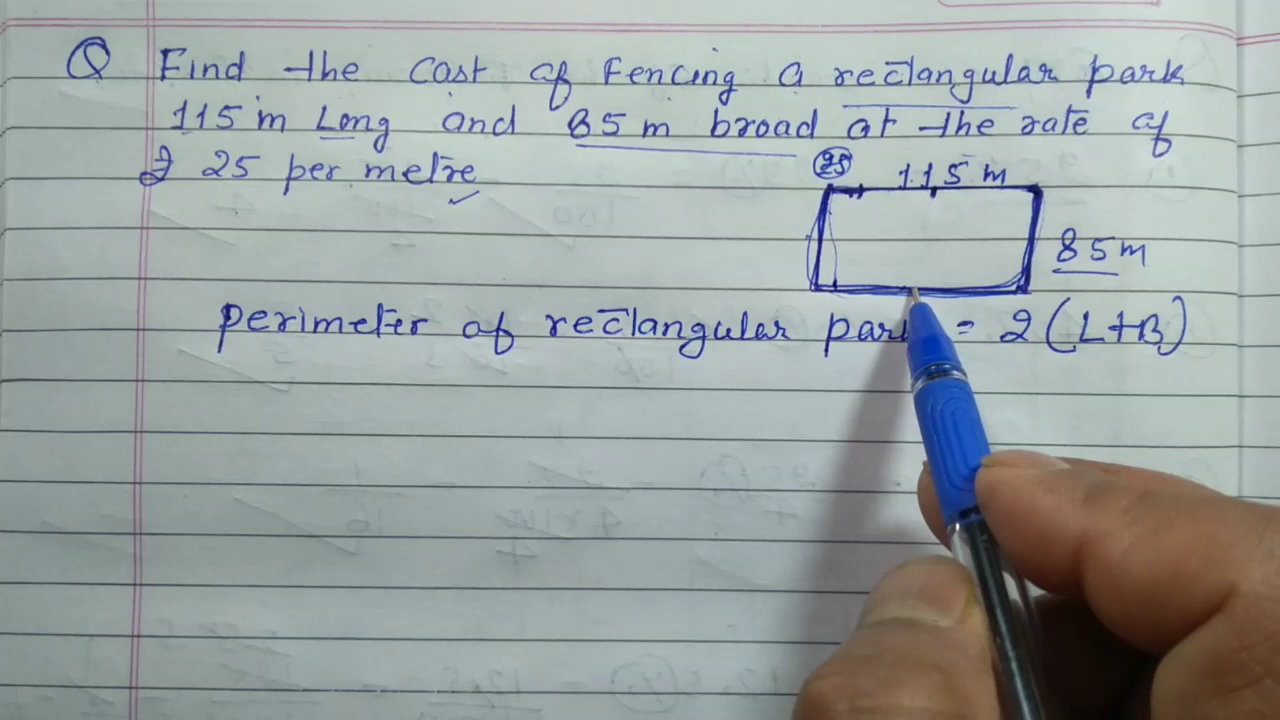 Q Find the cost of Fencing a rectangular park
115 m Long and 85 m broad at the rate of
₹ 25 per metre
25 115 m
85 m
perimeter of rectangular park = 2 (L+B)